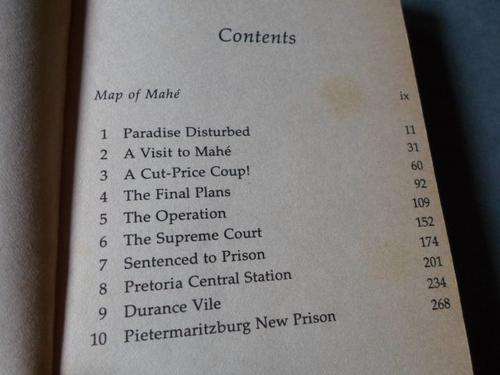 Contents
Map of Mahé ix
1 Paradise Disturbed 11
2 A Visit to Mahé 31
3 A Cut-Price Coup! 60
4 The Final Plans 92
5 The Operation 109
6 The Supreme Court 152
7 Sentenced to Prison 174
8 Pretoria Central Station 201
9 Durance Vile 234
10 Pietermaritzburg New Prison 268